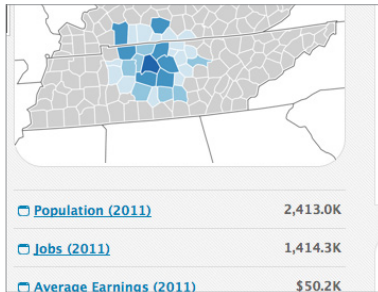 Population (2011) 2,413.0K
Jobs (2011) 1,414.3K
Average Earnings (2011) $50.2K